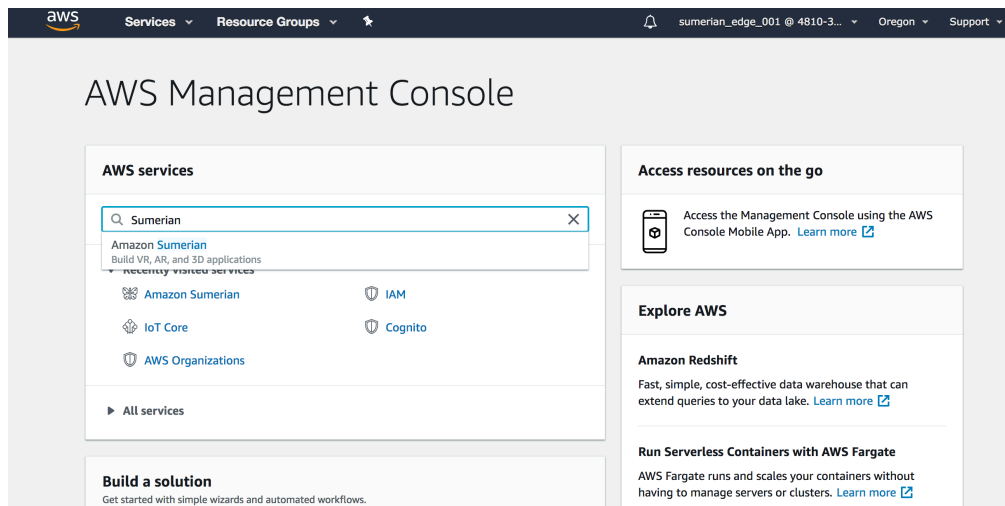 aws Services Resource Groups sumerian_edge_001 @ 4810-3... Oregon Support
AWS Management Console
AWS services
Sumerian
Amazon Sumerian
Build VR, AR, and 3D applications
Recently visited services
Amazon Sumerian IAM
IoT Core Cognito
AWS Organizations
All services
Build a solution
Get started with simple wizards and automated workflows.
Access resources on the go
Access the Management Console using the AWS
Console Mobile App. Learn more
Explore AWS
Amazon Redshift
Fast, simple, cost-effective data warehouse that can
extend queries to your data lake. Learn more
Run Serverless Containers with AWS Fargate
AWS Fargate runs and scales your containers without
having to manage servers or clusters. Learn more